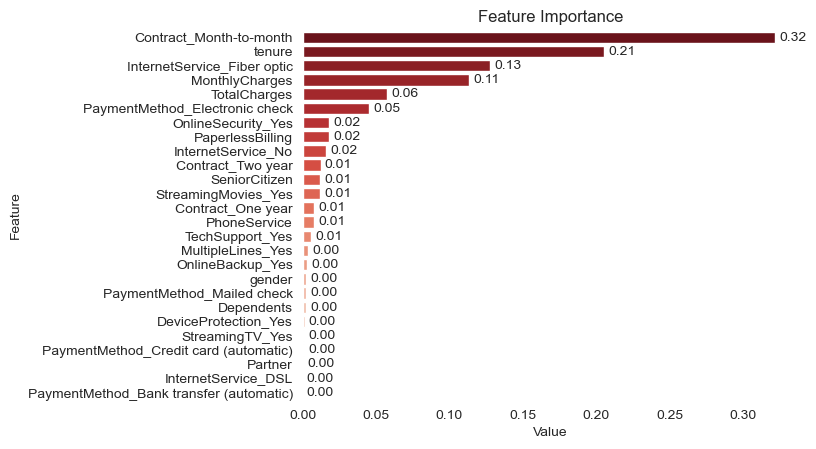 Feature Importance
Contract_Month-to-month 0.32
tenure 0.21
InternetService_Fiber optic 0.13
MonthlyCharges 0.11
TotalCharges 0.06
PaymentMethod_Electronic check 0.05
OnlineSecurity_Yes 0.02
PaperlessBilling 0.02
InternetService_No 0.02
Contract_Two year 0.01
SeniorCitizen 0.01
StreamingMovies_Yes 0.01
Contract_One year 0.01
PhoneService 0.01
TechSupport_Yes 0.01
MultipleLines_Yes 0.00
OnlineBackup_Yes 0.00
gender 0.00
PaymentMethod_Mailed check 0.00
Dependents 0.00
DeviceProtection_Yes 0.00
StreamingTV_Yes 0.00
PaymentMethod_Credit card (automatic) 0.00
Partner 0.00
InternetService_DSL 0.00
PaymentMethod_Bank transfer (automatic) 0.00
Feature
0.00 0.05 0.10 0.15 0.20 0.25 0.30
Value